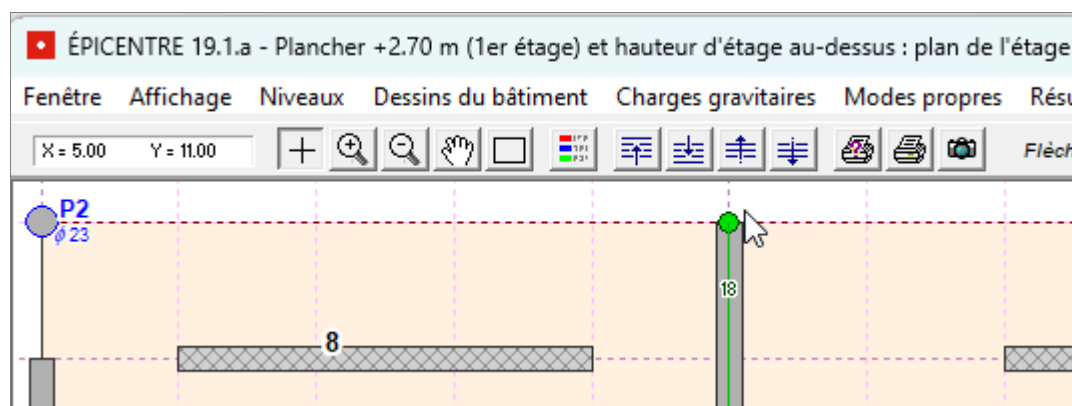 ÉPICENTRE 19.1.a - Plancher +2.70 m (1er étage) et hauteur d'étage au-dessus : plan de l'étage
Fenêtre Affichage Niveaux Dessins du bâtiment Charges gravitaires Modes propres Résu
X = 5.00 Y = 11.00 Flèch
P2
ϕ 23
18
8